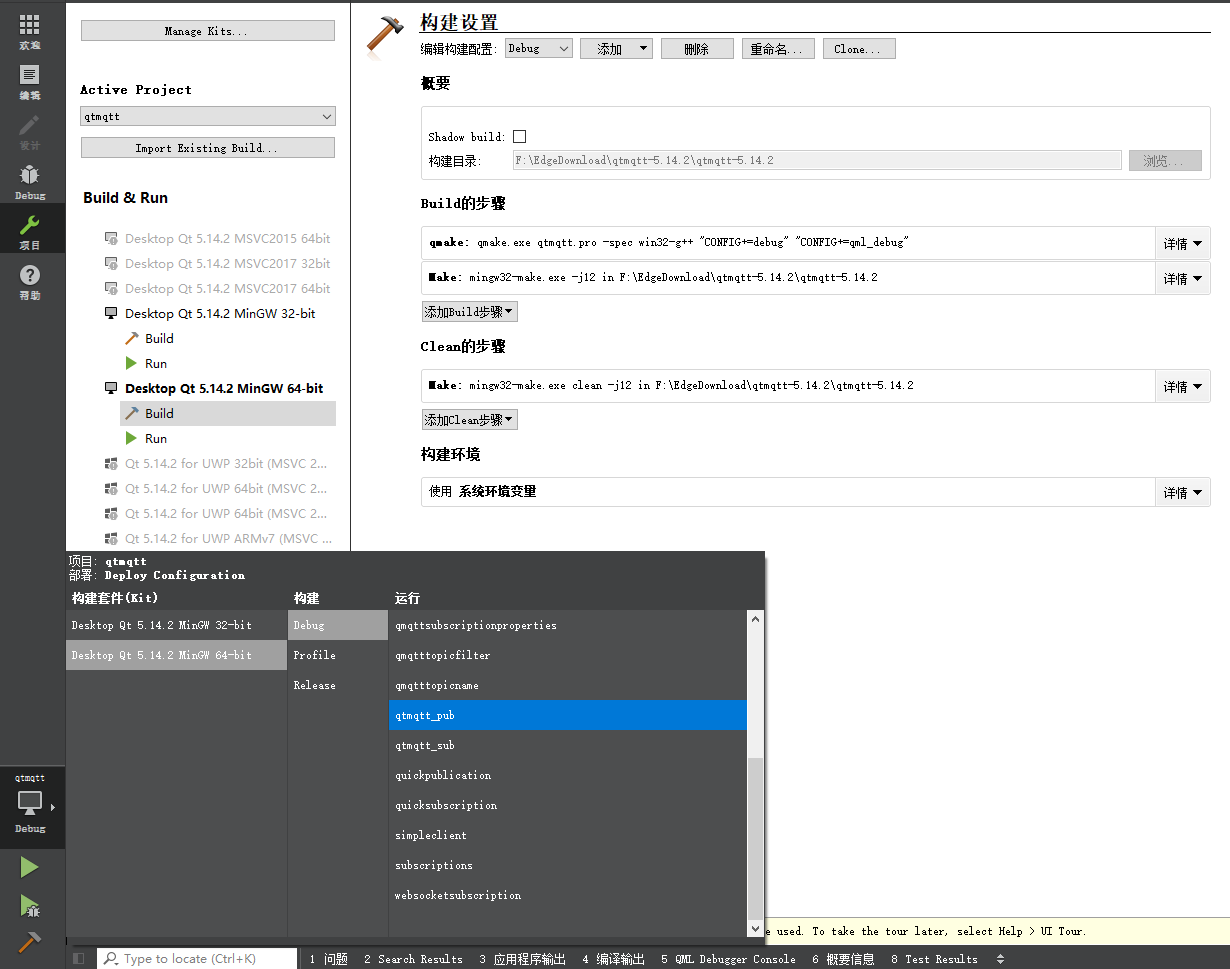 欢迎
编辑
设计
Debug
项目
帮助
Manage Kits...
Active Project
qtmqtt
Import Existing Build...
Build & Run
Desktop Qt 5.14.2 MSVC2015 64bit
Desktop Qt 5.14.2 MSVC2017 32bit
Desktop Qt 5.14.2 MSVC2017 64bit
Desktop Qt 5.14.2 MinGW 32-bit
Build
Run
Desktop Qt 5.14.2 MinGW 64-bit
Build
Run
Qt 5.14.2 for UWP 32bit (MSVC 2...
Qt 5.14.2 for UWP 64bit (MSVC 2...
Qt 5.14.2 for UWP 64bit (MSVC 2...
Qt 5.14.2 for UWP ARMv7 (MSVC ...
构建设置
编辑构建配置: Debug 添加 删除 重命名... Clone...
概要
Shadow build:
构建目录: F:\EdgeDownload\qtmqtt-5.14.2\qtmqtt-5.14.2 浏览...
Build的步骤
qmake: qmake.exe qtmqtt.pro -spec win32-g++ "CONFIG+=debug" "CONFIG+=qml_debug" 详情
Make: mingw32-make.exe -j12 in F:\EdgeDownload\qtmqtt-5.14.2\qtmqtt-5.14.2 详情
添加Build步骤
Clean的步骤
Make: mingw32-make.exe clean -j12 in F:\EdgeDownload\qtmqtt-5.14.2\qtmqtt-5.14.2 详情
添加Clean步骤
构建环境
使用 系统环境变量 详情
项目: qtmqtt
部署: Deploy Configuration
构建套件(Kit) 构建 运行
Desktop Qt 5.14.2 MinGW 32-bit Debug qmqttsubscriptionproperties
Desktop Qt 5.14.2 MinGW 64-bit Profile qmqtttopicfilter
Release qmqtttopicname
qtmqtt_pub
qtmqtt_sub
quickpublication
quicksubscription
simpleclient
subscriptions
websocketsubscription
qtmqtt
Debug
e used. To take the tour later, select Help > UI Tour.
Type to locate (Ctrl+K) 1 问题 2 Search Results 3 应用程序输出 4 编译输出 5 QML Debugger Console 6 概要信息 8 Test Results